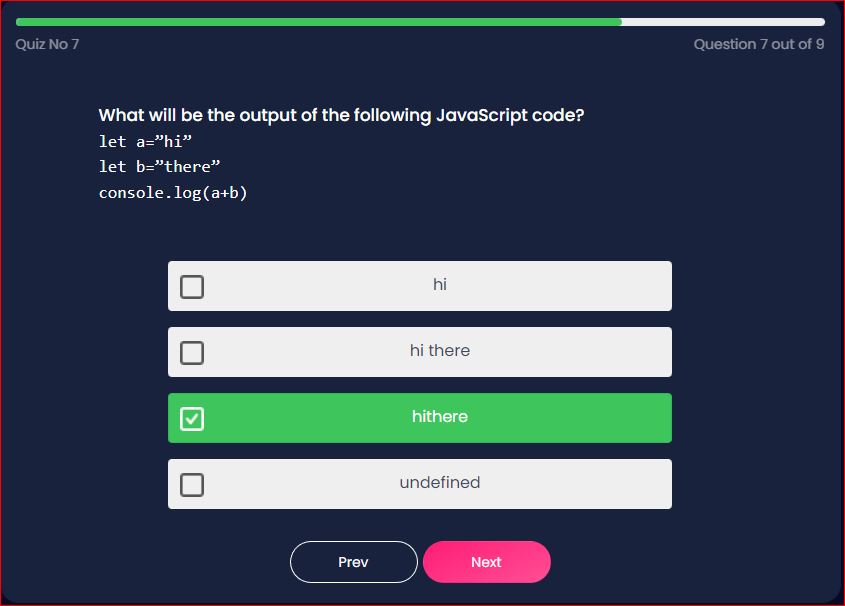 Quiz No 7
Question 7 out of 9
What will be the output of the following JavaScript code?
let a=”hi”
let b=”there”
console.log(a+b)
hi
hi there
hithere
undefined
Prev
Next